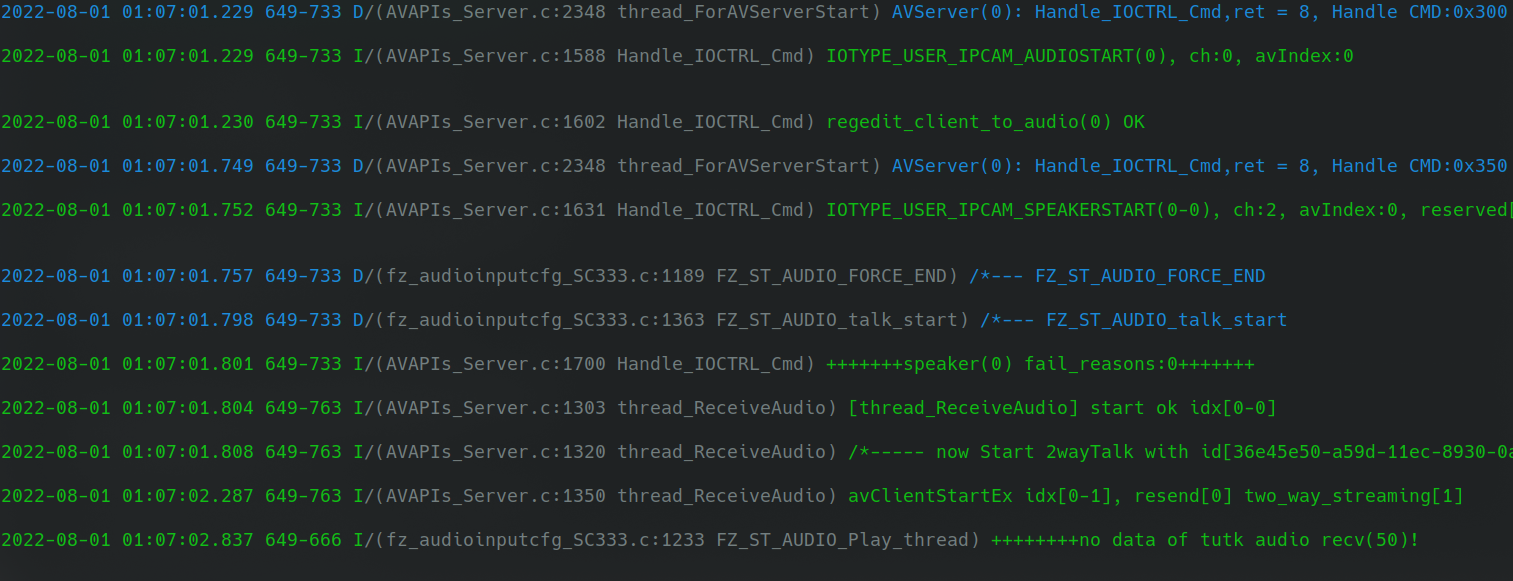 2022-08-01 01:07:01.229 649-733 D/(AVAPIs_Server.c:2348 thread_ForAVServerStart) AVServer(0): Handle_IOCTRL_Cmd,ret = 8, Handle CMD:0x300
2022-08-01 01:07:01.229 649-733 I/(AVAPIs_Server.c:1588 Handle_IOCTRL_Cmd) IOTYPE_USER_IPCAM_AUDIOSTART(0), ch:0, avIndex:0
2022-08-01 01:07:01.230 649-733 I/(AVAPIs_Server.c:1602 Handle_IOCTRL_Cmd) regedit_client_to_audio(0) OK
2022-08-01 01:07:01.749 649-733 D/(AVAPIs_Server.c:2348 thread_ForAVServerStart) AVServer(0): Handle_IOCTRL_Cmd,ret = 8, Handle CMD:0x350
2022-08-01 01:07:01.752 649-733 I/(AVAPIs_Server.c:1631 Handle_IOCTRL_Cmd) IOTYPE_USER_IPCAM_SPEAKERSTART(0-0), ch:2, avIndex:0, reserved[
2022-08-01 01:07:01.757 649-733 D/(fz_audioinputcfg_SC333.c:1189 FZ_ST_AUDIO_FORCE_END) /*--- FZ_ST_AUDIO_FORCE_END
2022-08-01 01:07:01.798 649-733 D/(fz_audioinputcfg_SC333.c:1363 FZ_ST_AUDIO_talk_start) /*--- FZ_ST_AUDIO_talk_start
2022-08-01 01:07:01.801 649-733 I/(AVAPIs_Server.c:1700 Handle_IOCTRL_Cmd) +++++++speaker(0) fail_reasons:0+++++++
2022-08-01 01:07:01.804 649-763 I/(AVAPIs_Server.c:1303 thread_ReceiveAudio) [thread_ReceiveAudio] start ok idx[0-0]
2022-08-01 01:07:01.808 649-763 I/(AVAPIs_Server.c:1320 thread_ReceiveAudio) /*----- now Start 2wayTalk with id[36e45e50-a59d-11ec-8930-0a
2022-08-01 01:07:02.287 649-763 I/(AVAPIs_Server.c:1350 thread_ReceiveAudio) avClientStartEx idx[0-1], resend[0] two_way_streaming[1]
2022-08-01 01:07:02.837 649-666 I/(fz_audioinputcfg_SC333.c:1233 FZ_ST_AUDIO_Play_thread) ++++++++no data of tutk audio recv(50)!